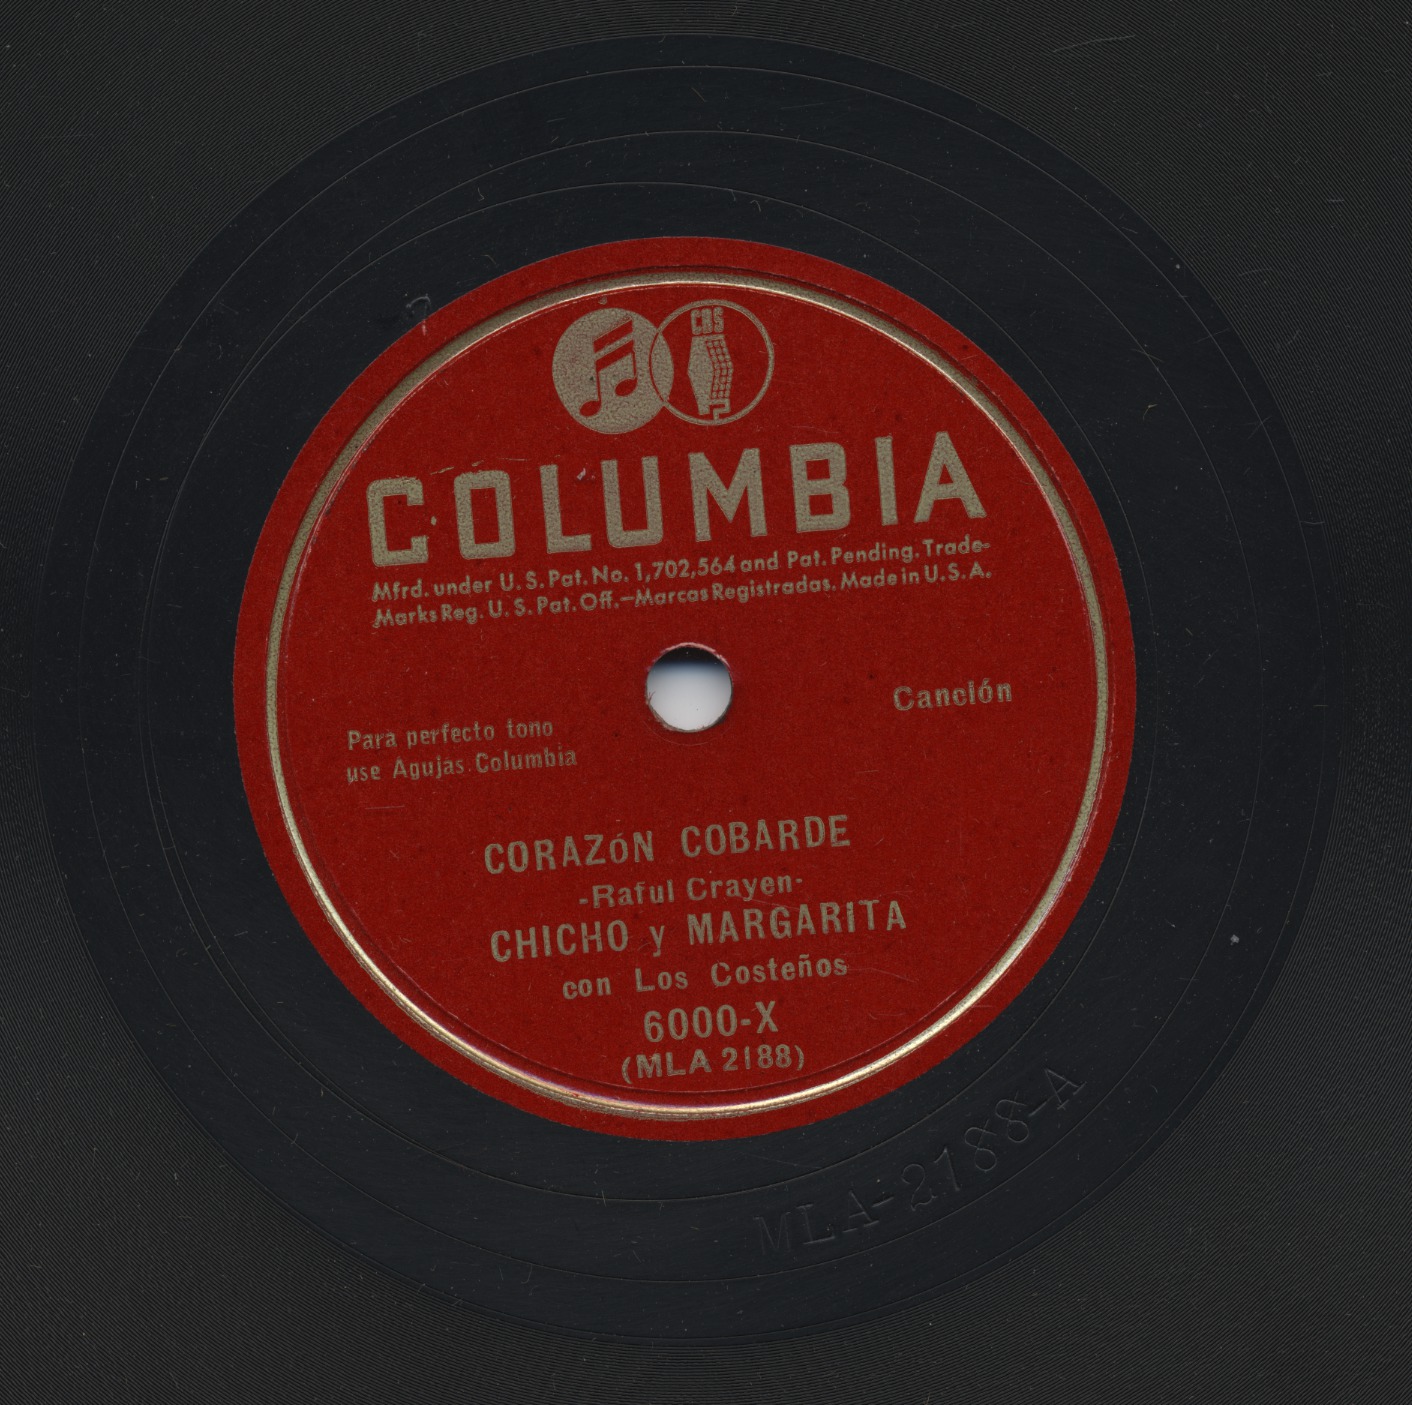 CBS
COLUMBIA
Mfrd. under U. S. Pat. No. 1,702,564 and Pat. Pending. Trade-
Marks Reg. U. S. Pat. Off.—Marcas Registradas. Made in U.S.A.
Canción
Para perfecto tono
use Agujas Columbia
CORAZóN COBARDE
-Raful Crayen-
CHICHO y MARGARITA
con Los Costeños
6000-X
(MLA 2188)
MLA-2188-A